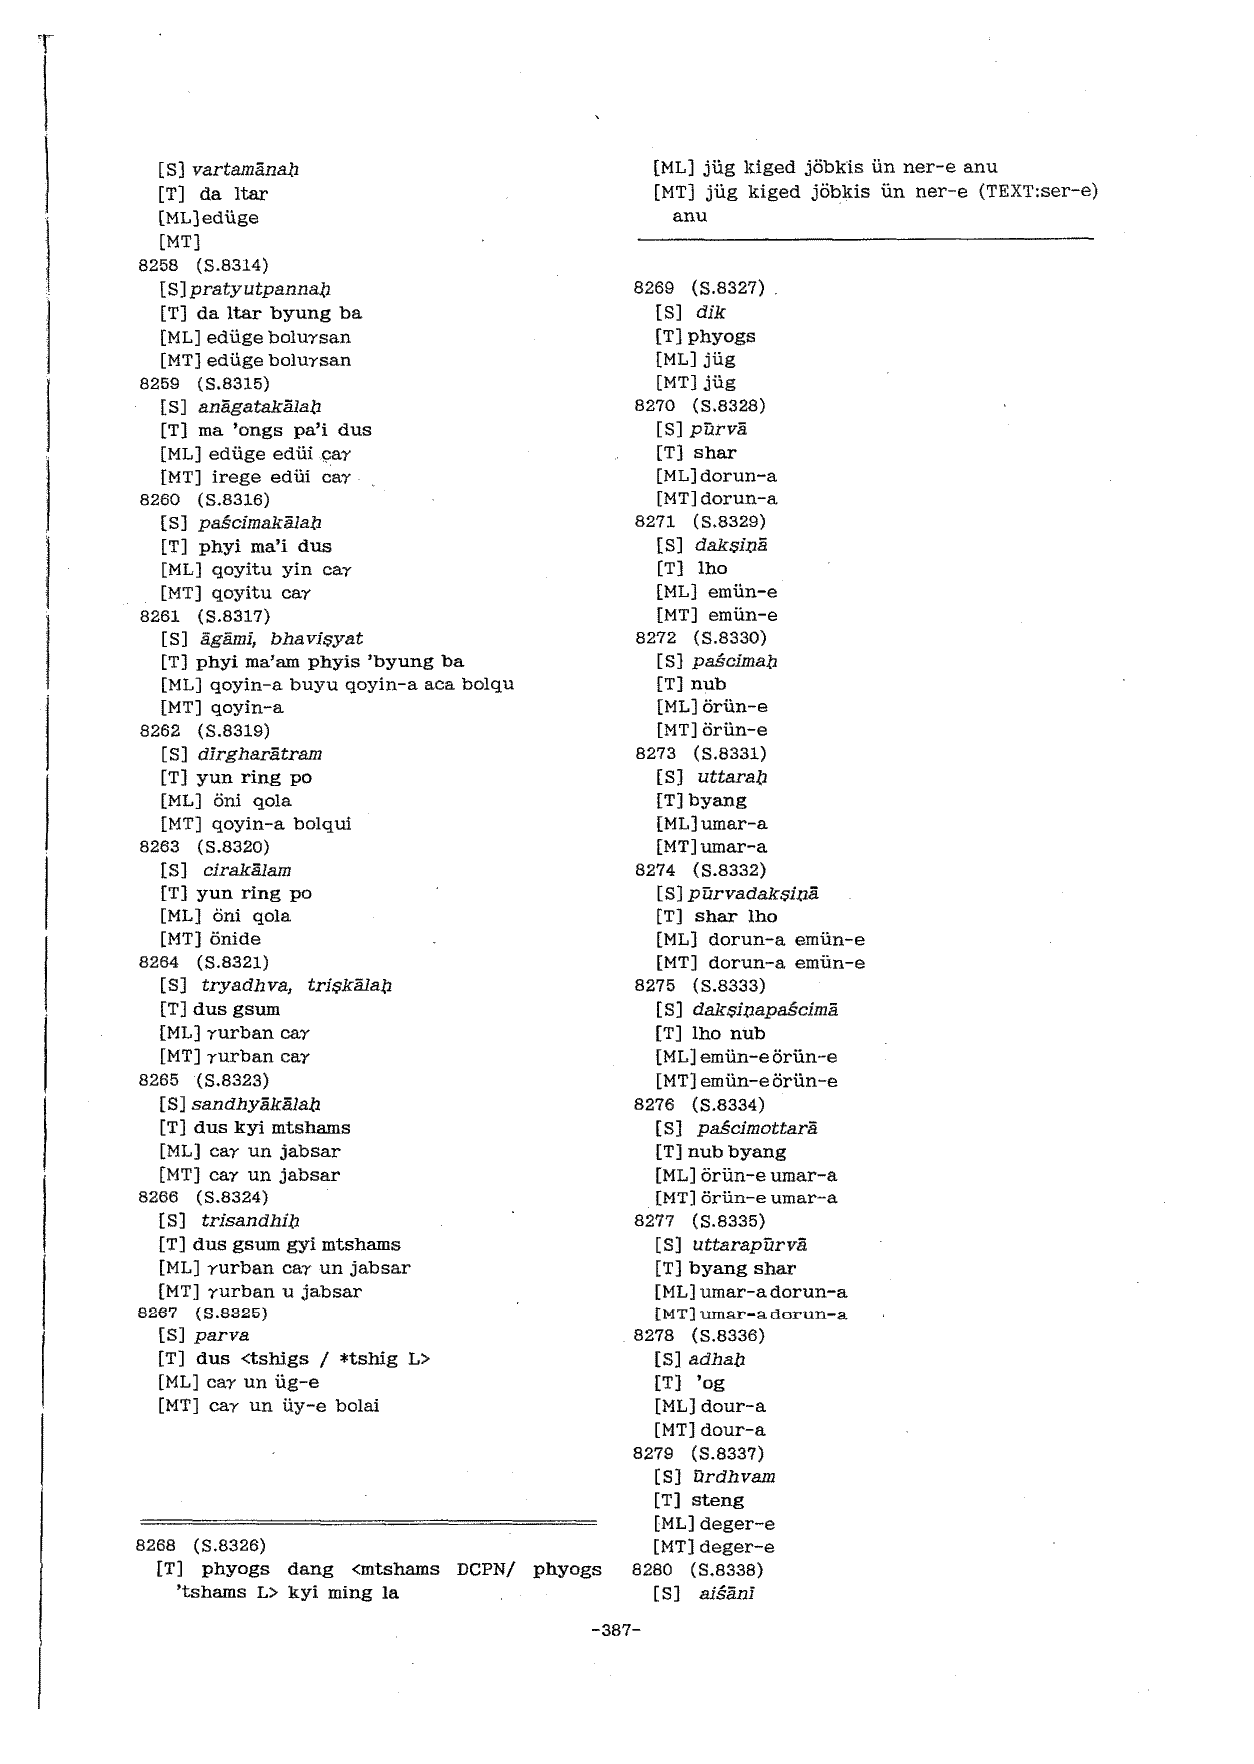 [S] vartamānaḥ
[T] da ltar
[ML] edüge
[MT]
8258 (S.8314)
[S] pratyutpannaḥ
[T] da ltar byung ba
[ML] edüge boluγsan
[MT] edüge boluγsan
8259 (S.8315)
[S] anāgatakālaḥ
[T] ma 'ongs pa'i dus
[ML] edüge edüi çaγ
[MT] irege edüi caγ
8260 (S.8316)
[S] paścimakālaḥ
[T] phyi ma'i dus
[ML] qoyitu yin caγ
[MT] qoyitu caγ
8261 (S.8317)
[S] āgāmi, bhaviṣyat
[T] phyi ma'am phyis 'byung ba
[ML] qoyin-a buyu qoyin-a aca bolqu
[MT] qoyin-a
8262 (S.8319)
[S] dīrgharātram
[T] yun ring po
[ML] öni qola
[MT] qoyin-a bolqui
8263 (S.8320)
[S] cirakālam
[T] yun ring po
[ML] öni qola
[MT] önide
8264 (S.8321)
[S] tryadhva, triṣkālaḥ
[T] dus gsum
[ML] γurban caγ
[MT] γurban caγ
8265 (S.8323)
[S] sandhyākālaḥ
[T] dus kyi mtshams
[ML] caγ un jabsar
[MT] caγ un jabsar
8266 (S.8324)
[S] trisandhiḥ
[T] dus gsum gyi mtshams
[ML] γurban caγ un jabsar
[MT] γurban u jabsar
8267 (S.8325)
[S] parva
[T] dus <tshigs / *tshig L>
[ML] caγ un üg-e
[MT] caγ un üy-e bolai
8268 (S.8326)
[T] phyogs dang <mtshams DCPN/ phyogs
'tshams L> kyi ming la
[ML] jüg kiged jöbkis ün ner-e anu
[MT] jüg kiged jöbkis ün ner-e (TEXT:ser-e)
anu
8269 (S.8327)
[S] dik
[T] phyogs
[ML] jüg
[MT] jüg
8270 (S.8328)
[S] pūrvā
[T] shar
[ML] dorun-a
[MT] dorun-a
8271 (S.8329)
[S] dakṣiṇā
[T] lho
[ML] emün-e
[MT] emün-e
8272 (S.8330)
[S] paścimaḥ
[T] nub
[ML] örün-e
[MT] örün-e
8273 (S.8331)
[S] uttaraḥ
[T] byang
[ML] umar-a
[MT] umar-a
8274 (S.8332)
[S] pūrvadakṣiṇā
[T] shar lho
[ML] dorun-a emün-e
[MT] dorun-a emün-e
8275 (S.8333)
[S] dakṣiṇapaścimā
[T] lho nub
[ML] emün-e örün-e
[MT] emün-e örün-e
8276 (S.8334)
[S] paścimottarā
[T] nub byang
[ML] örün-e umar-a
[MT] örün-e umar-a
8277 (S.8335)
[S] uttarapūrvā
[T] byang shar
[ML] umar-a dorun-a
[MT] umar-a dorun-a
8278 (S.8336)
[S] adhaḥ
[T] 'og
[ML] dour-a
[MT] dour-a
8279 (S.8337)
[S] ūrdhvam
[T] steng
[ML] deger-e
[MT] deger-e
8280 (S.8338)
[S] aiśānī
-387-